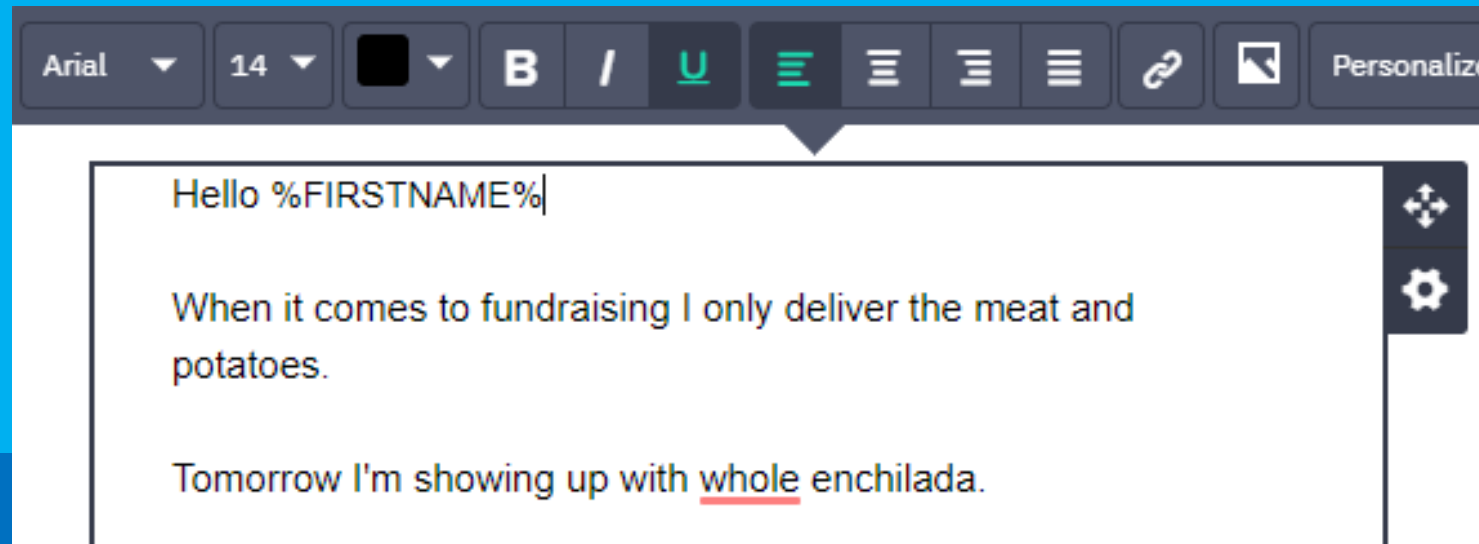 Arial 14 B I U Personalize
Hello %FIRSTNAME%
When it comes to fundraising I only deliver the meat and
potatoes.
Tomorrow I'm showing up with whole enchilada.